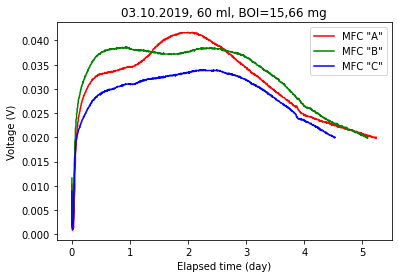 03.10.2019, 60 ml, BOI=15,66 mg
MFC "A"
MFC "B"
MFC "C"
Voltage (V)
0.040
0.035
0.030
0.025
0.020
0.015
0.010
0.005
0.000
0 1 2 3 4 5
Elapsed time (day)